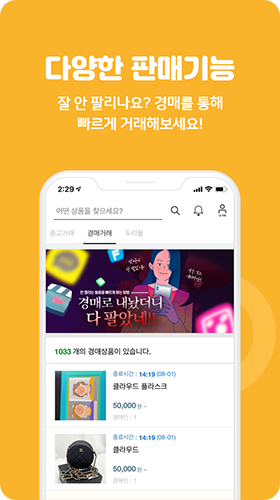 다양한 판매기능
잘 안 팔리나요? 경매를 통해
빠르게 거래해보세요!
2:29
어떤 상품을 찾으세요?
중고거래 경매거래 두리몰
안 팔리는 물품을 빠르게 파는 방법
경매로 내놨더니
다 팔았네!!
1033 개의 경매상품이 있습니다.
종료시간 : 14:19 (08-01)
클라우드 플라스크
50,000 원 ~
경매인 : 1
종료시간 : 14:19 (08-01)
클라우드
50,000 원 ~
경매인 : 1